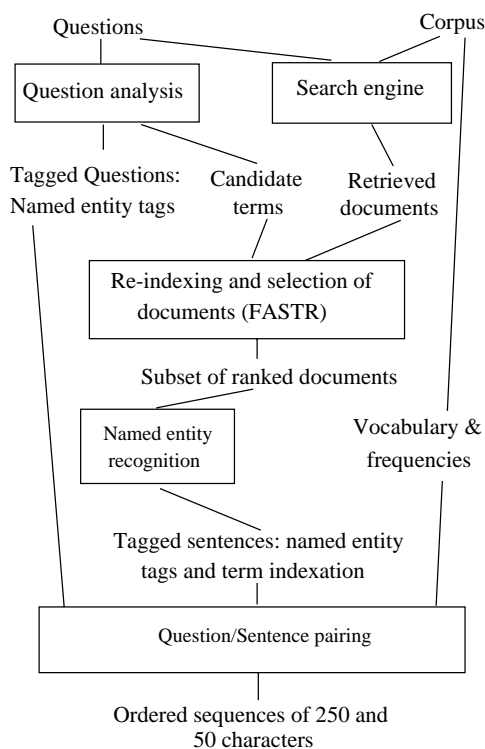 Questions
Corpus
Question analysis
Search engine
Tagged Questions:
Named entity tags
Candidate
terms
Retrieved
documents
Re-indexing and selection of
documents (FASTR)
Subset of ranked documents
Named entity
recognition
Vocabulary &
frequencies
Tagged sentences: named entity
tags and term indexation
Question/Sentence pairing
Ordered sequences of 250 and
50 characters